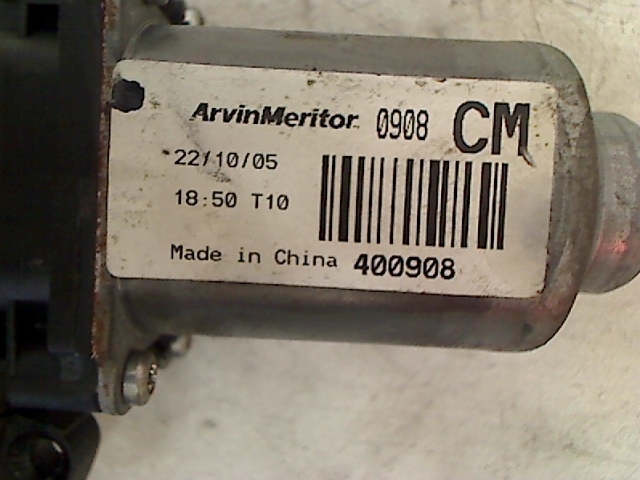 ArvinMeritor 0908 CM
22/10/05
18:50 T10
Made in China 400908